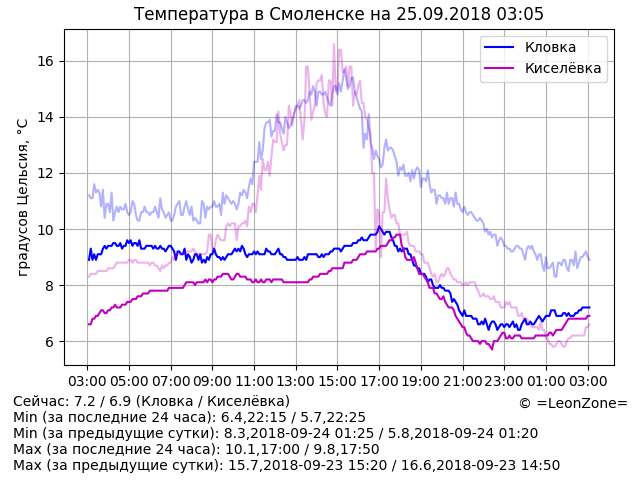 Температура в Смоленске на 25.09.2018 03:05
градусов Цельсия, °C
16
14
12
10
8
6
Кловка
Киселёвка
03:00 05:00 07:00 09:00 11:00 13:00 15:00 17:00 19:00 21:00 23:00 01:00 03:00
Сейчас: 7.2 / 6.9 (Кловка / Киселёвка)
© =LeonZone=
Min (за последние 24 часа): 6.4,22:15 / 5.7,22:25
Min (за предыдущие сутки): 8.3,2018-09-24 01:25 / 5.8,2018-09-24 01:20
Max (за последние 24 часа): 10.1,17:00 / 9.8,17:50
Max (за предыдущие сутки): 15.7,2018-09-23 15:20 / 16.6,2018-09-23 14:50